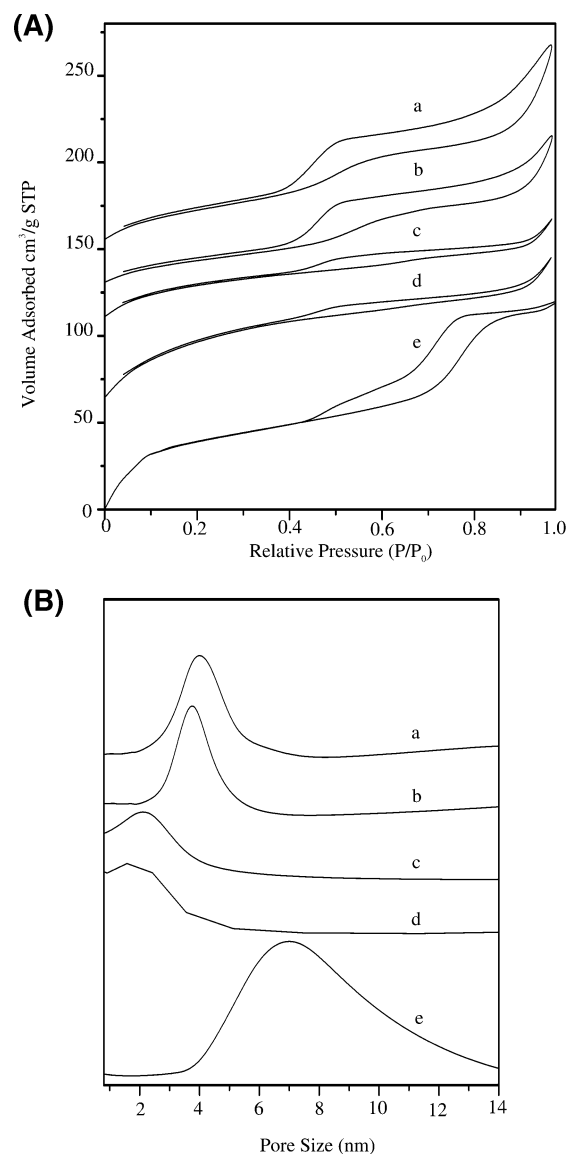 (A)
250
200
150
100
50
0
a
b
c
d
e
Volume Adsorbed cm³/g STP
0 0.2 0.4 0.6 0.8 1.0
Relative Pressure (P/P₀)
(B)
a
b
c
d
e
2 4 6 8 10 12 14
Pore Size (nm)